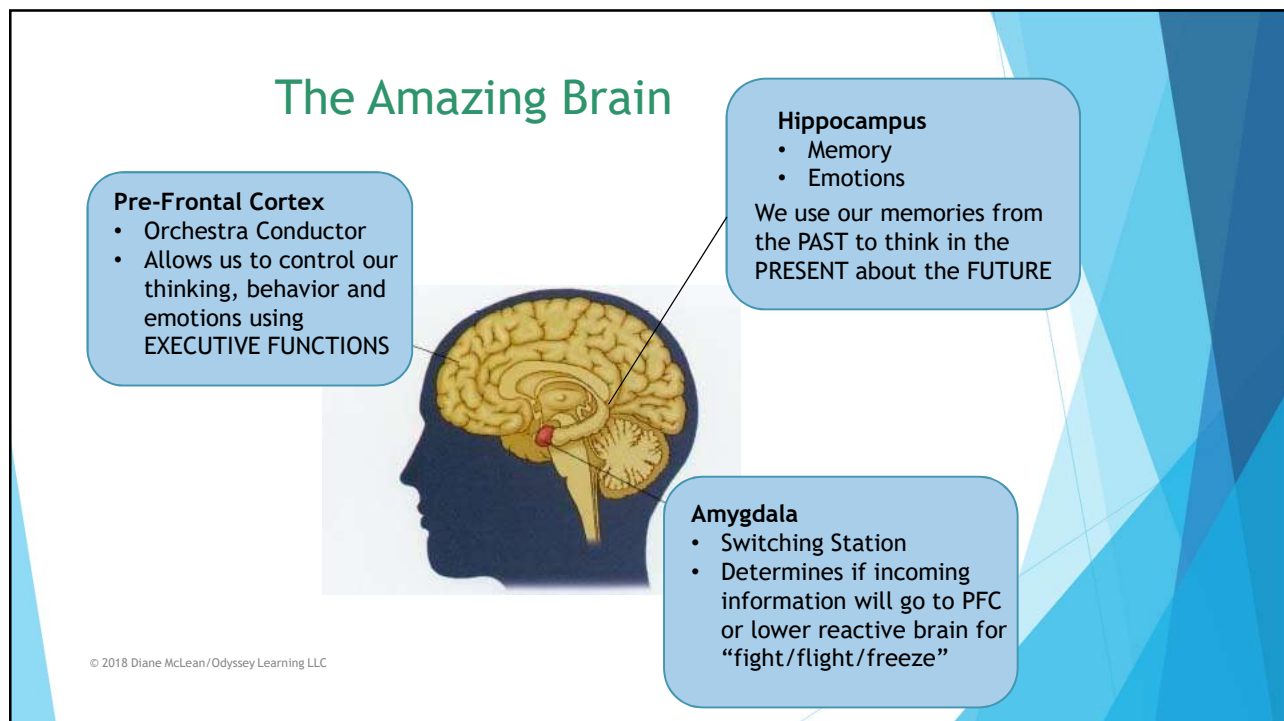 The Amazing Brain
Pre-Frontal Cortex
• Orchestra Conductor
• Allows us to control our
thinking, behavior and
emotions using
EXECUTIVE FUNCTIONS
Hippocampus
• Memory
• Emotions
We use our memories from
the PAST to think in the
PRESENT about the FUTURE
Amygdala
• Switching Station
• Determines if incoming
information will go to PFC
or lower reactive brain for
“fight/flight/freeze”
© 2018 Diane McLean/Odyssey Learning LLC